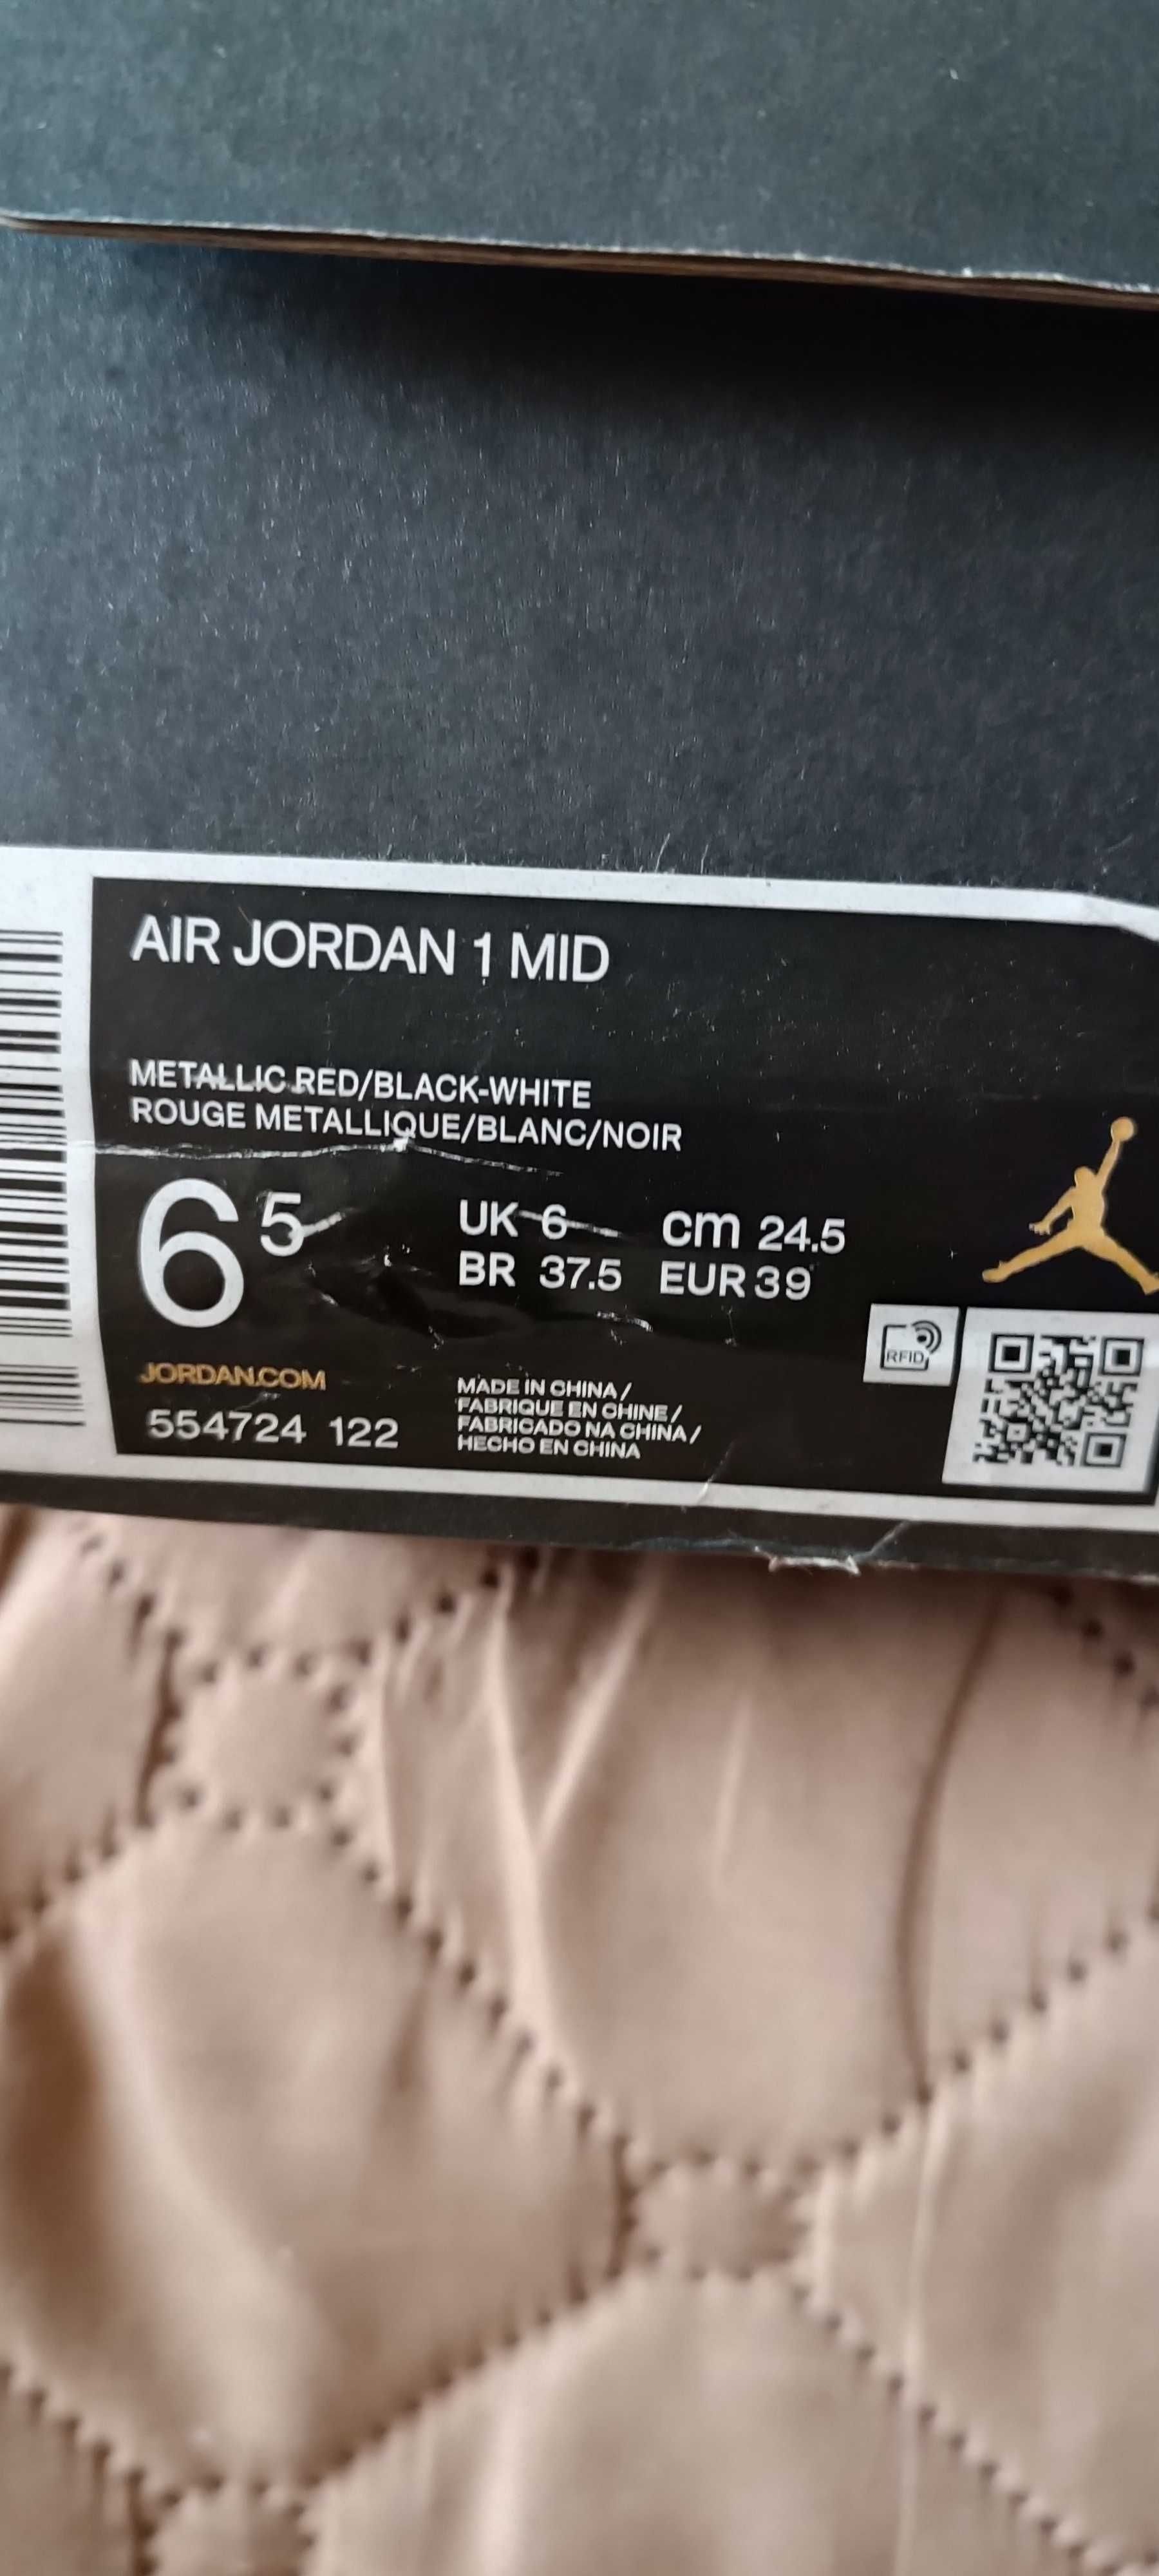 AIR JORDAN 1 MID
METALLIC RED/BLACK-WHITE
ROUGE METALLIQUE/BLANC/NOIR
6 5
UK 6 cm 24.5
BR 37.5 EUR 39
RFID
JORDAN.COM
554724 122
MADE IN CHINA /
FABRIQUE EN CHINE /
FABRICADO NA CHINA /
HECHO EN CHINA